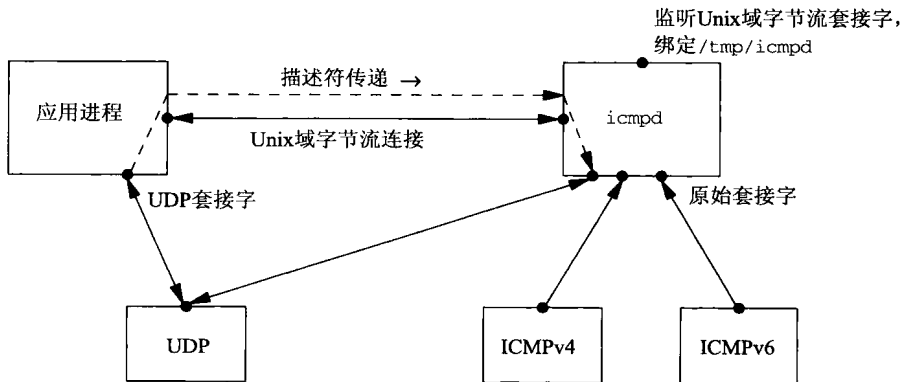 监听Unix域字节流套接字，
绑定/tmp/icmpd
描述符传递 →
应用进程
icmpd
Unix域字节流连接
UDP套接字
原始套接字
UDP
ICMPv4
ICMPv6